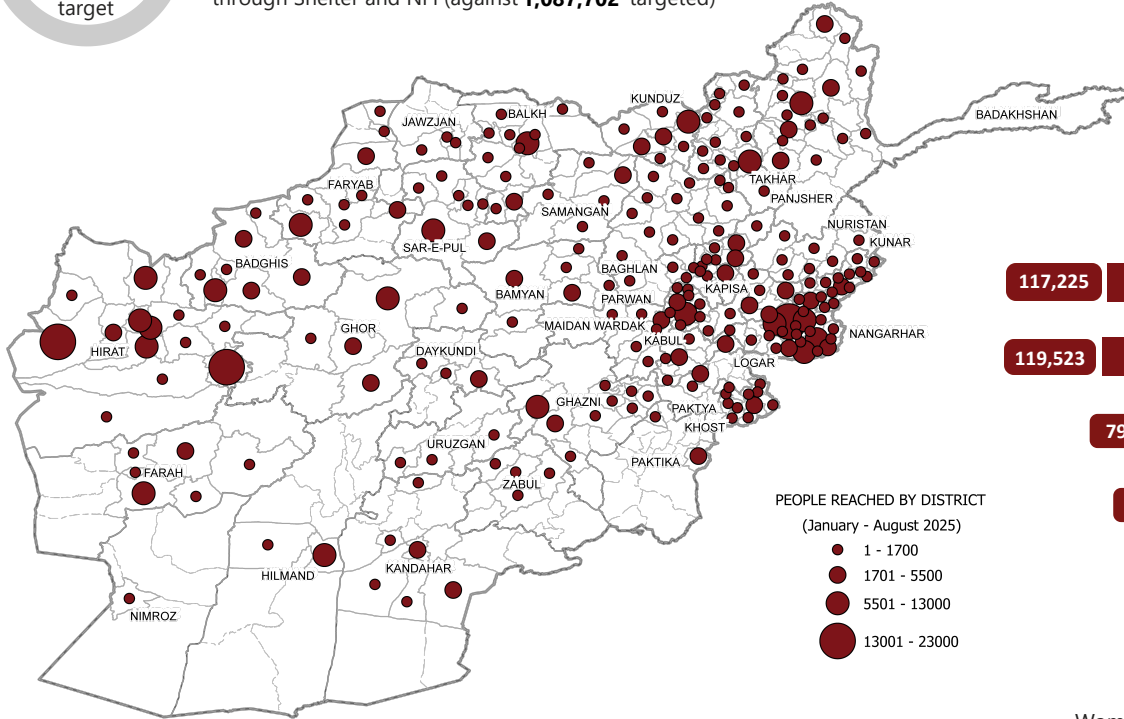 target
through Shelter and NFI (against 1,087,702 targeted)
KUNDUZ
BADAKHSHAN
JAWZJAN
BALKH
TAKHAR
FARYAB
PANJSHER
SAMANGAN
NURISTAN
KUNAR
SAR-E-PUL
BADGHIS
BAGHLAN
KAPISA
BAMYAN
PARWAN
117,225
MAIDAN WARDAK
GHOR
NANGARHAR
KABUL
HIRAT
DAYKUNDI
LOGAR
119,523
GHAZNI
PAKTYA
KHOST
79
URUZGAN
PAKTIKA
FARAH
ZABUL
PEOPLE REACHED BY DISTRICT
(January - August 2025)
1 - 1700
1701 - 5500
5501 - 13000
13001 - 23000
HILMAND
KANDAHAR
NIMROZ